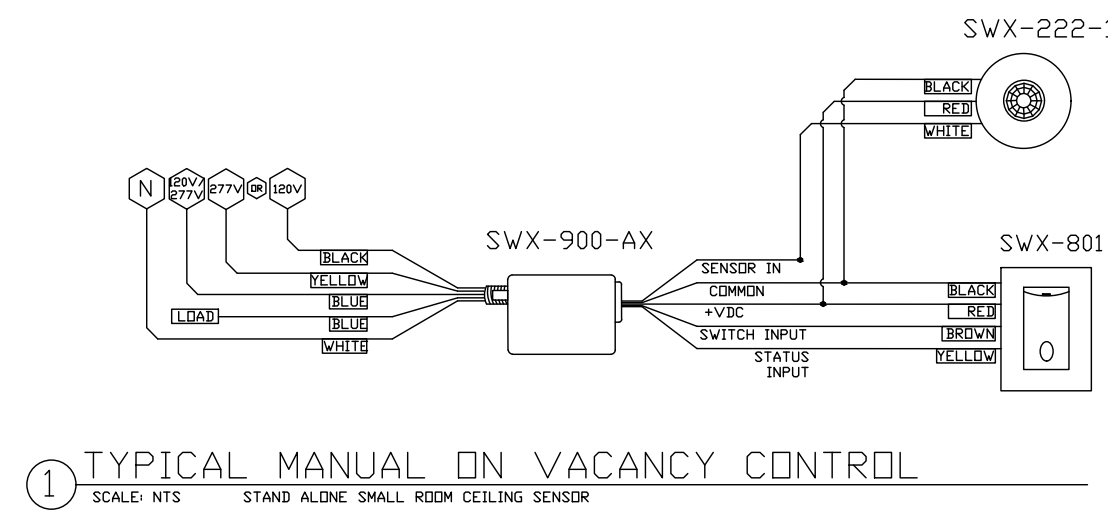 SWX-222-1
BLACK
RED
WHITE
N
120V/
277V
277V
OR
120V
SWX-900-AX
SWX-801
BLACK
YELLOW
BLUE
LOAD
BLUE
WHITE
SENSOR IN
COMMON
+VDC
SWITCH INPUT
STATUS
INPUT
BLACK
RED
BROWN
YELLOW
1
TYPICAL MANUAL ON VACANCY CONTROL
SCALE: NTS STAND ALONE SMALL ROOM CEILING SENSOR